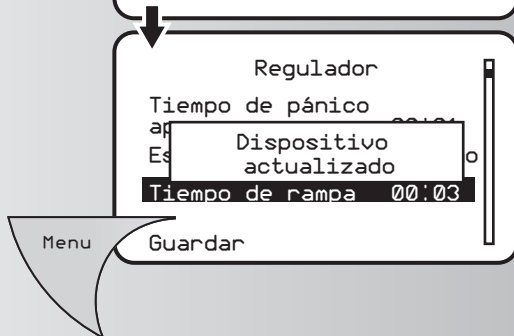 Regulador
Tiempo de pánico
Dispositivo
actualizado
Tiempo de rampa 00:03
Menu
Guardar